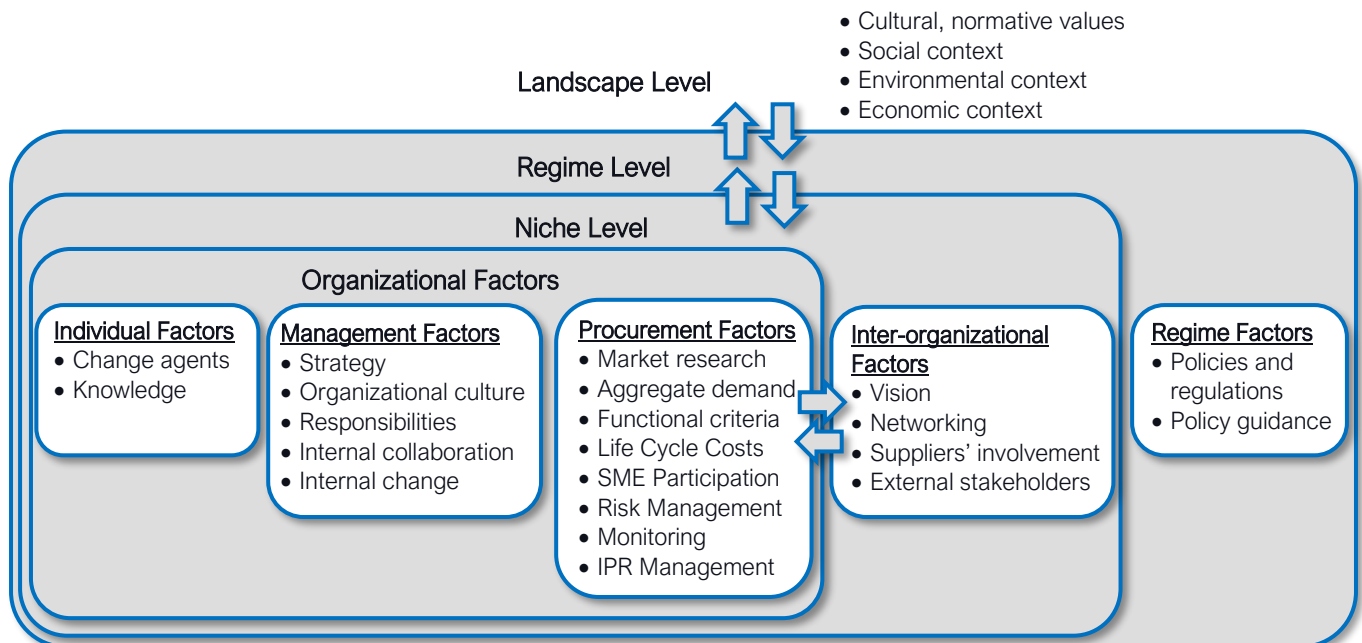 • Cultural, normative values
• Social context
• Environmental context
• Economic context
Landscape Level
Regime Level
Niche Level
Organizational Factors
Individual Factors
• Change agents
• Knowledge
Management Factors
• Strategy
• Organizational culture
• Responsibilities
• Internal collaboration
• Internal change
Procurement Factors
• Market research
• Aggregate demand
• Functional criteria
• Life Cycle Costs
• SME Participation
• Risk Management
• Monitoring
• IPR Management
Inter-organizational
Factors
• Vision
• Networking
• Suppliers’ involvement
• External stakeholders
Regime Factors
• Policies and
regulations
• Policy guidance